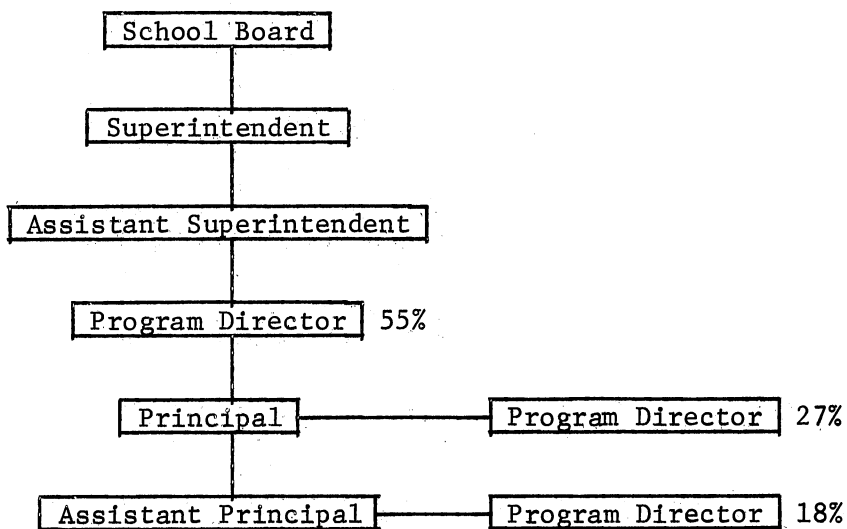 School Board
Superintendent
Assistant Superintendent
Program Director 55%
Principal Program Director 27%
Assistant Principal Program Director 18%